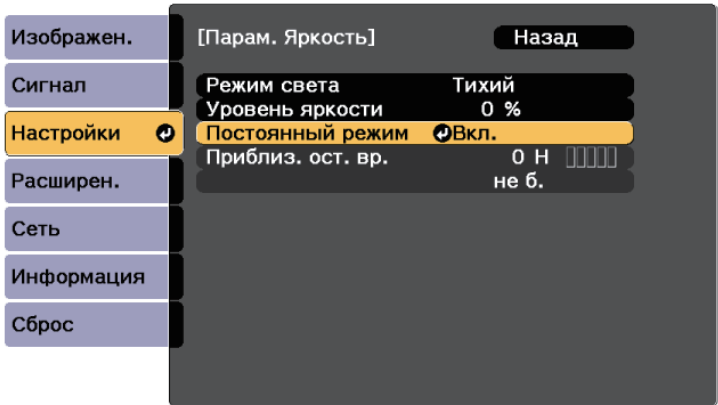 Изображен.
Сигнал
Настройки
Расширен.
Сеть
Информация
Сброс
[Парам. Яркость] Назад
Режим света Тихий
Уровень яркости 0 %
Постоянный режим Вкл.
Приблиз. ост. вр. 0 H
не б.